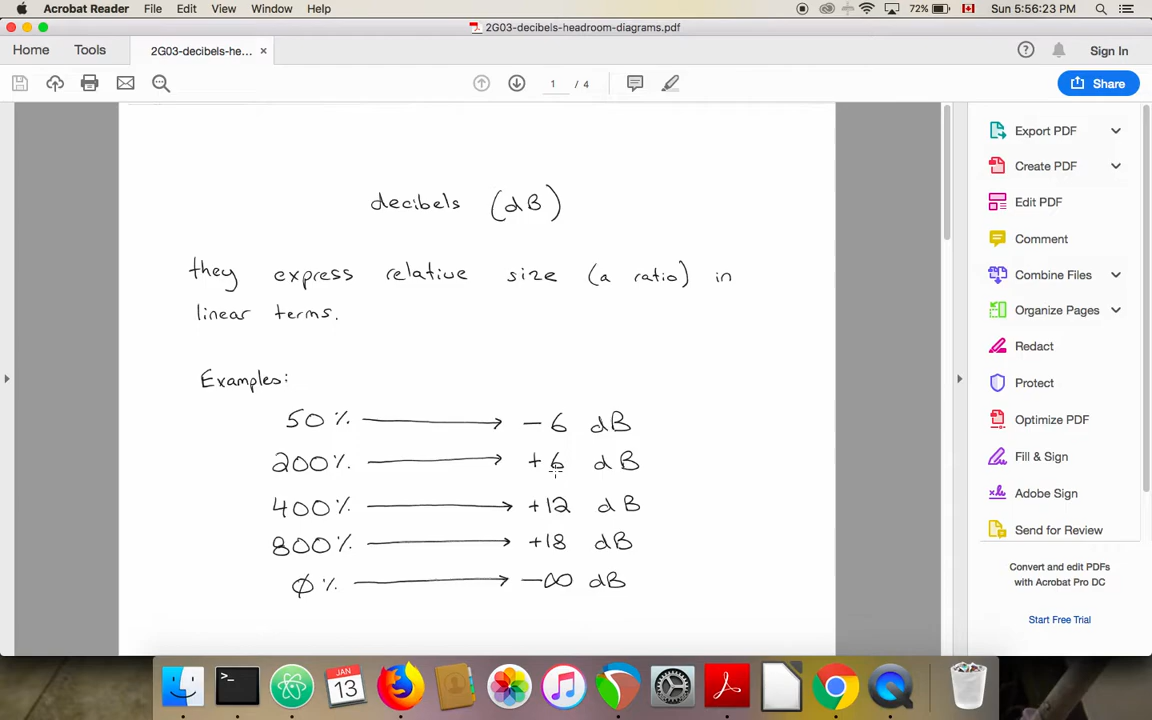 Acrobat Reader File Edit View Window Help 72% Sun 5:56:23 PM
2G03-decibels-headroom-diagrams.pdf
Home Tools 2G03-decibels-he... × Sign In
1 / 4 Share
decibels (dB)
they express relative size (a ratio) in
linear terms.
Examples:
50% → -6 dB
200% → +6 dB
400% → +12 dB
800% → +18 dB
0% → -∞ dB
Export PDF
Create PDF
Edit PDF
Comment
Combine Files
Organize Pages
Redact
Protect
Optimize PDF
Fill & Sign
Adobe Sign
Send for Review
Convert and edit PDFs
with Acrobat Pro DC
Start Free Trial
JAN
13